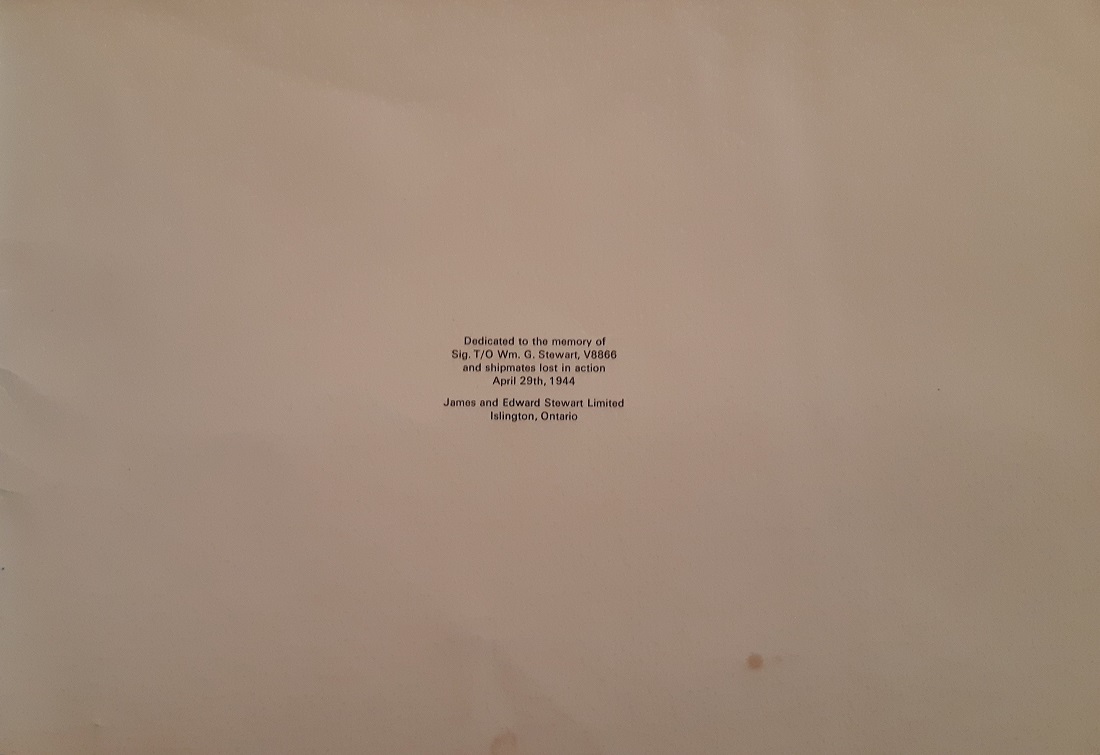 Dedicated to the memory of
Sig. T/O Wm. G. Stewart, V8866
and shipmates lost in action
April 29th, 1944
James and Edward Stewart Limited
Islington, Ontario